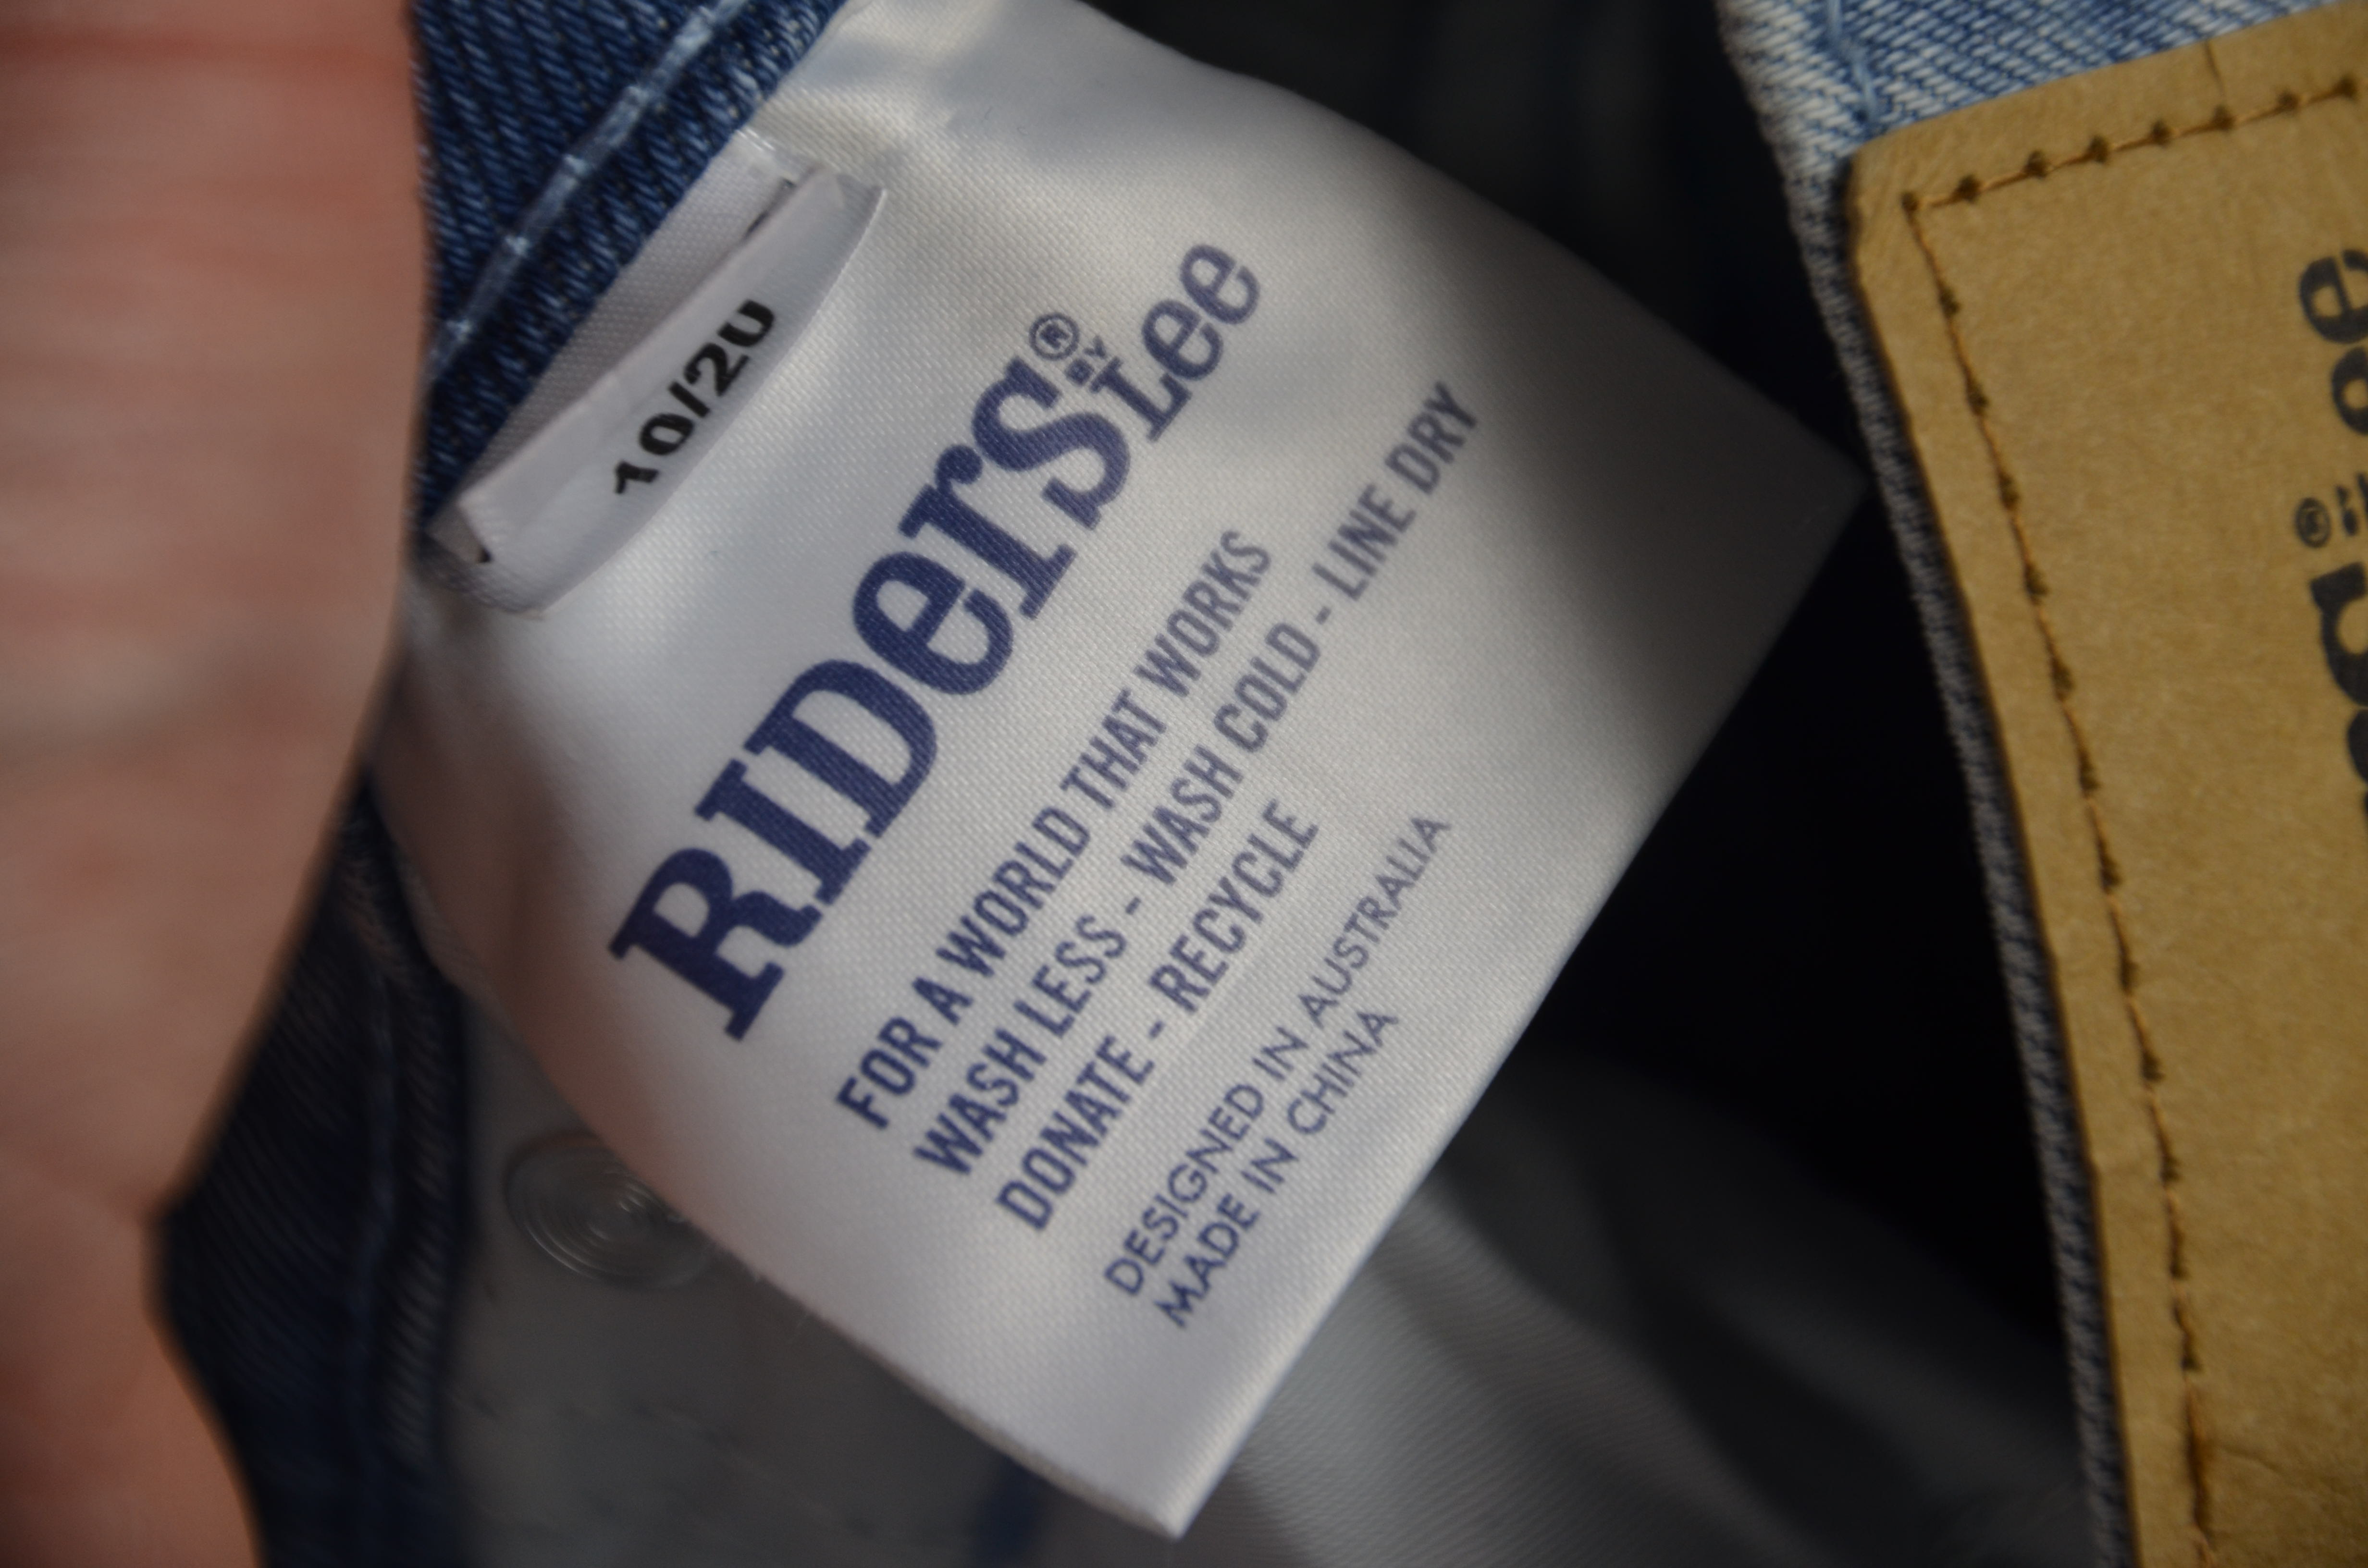 10/2U
RIDERS® BY Lee
FOR A WORLD THAT WORKS
WASH LESS - WASH COLD - LINE DRY
DONATE - RECYCLE
DESIGNED IN AUSTRALIA
MADE IN CHINA